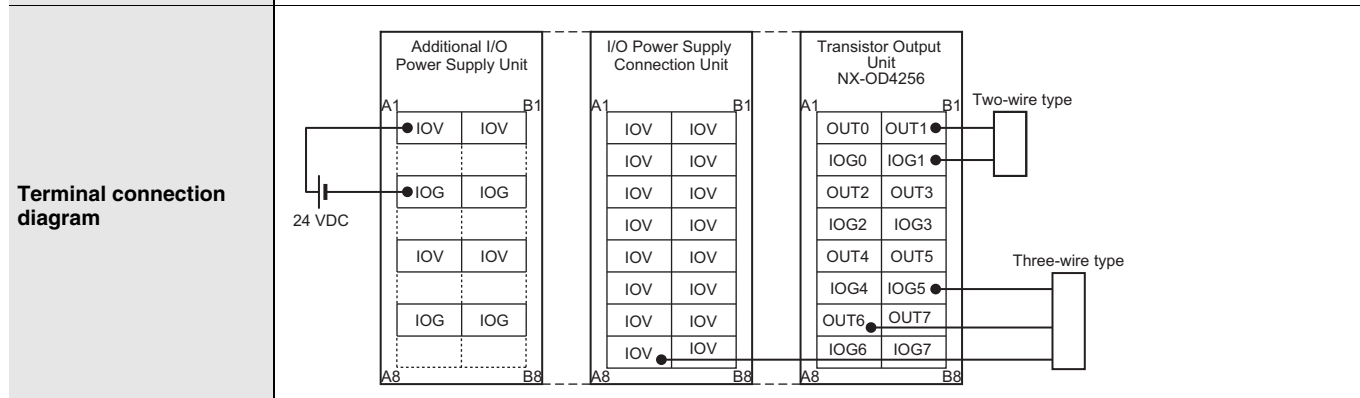 Terminal connection
diagram
Additional I/O
Power Supply Unit
A1 B1
IOV IOV
IOG IOG
IOV IOV
IOG IOG
A8 B8
24 VDC
I/O Power Supply
Connection Unit
A1 B1
IOV IOV
IOV IOV
IOV IOV
IOV IOV
IOV IOV
IOV IOV
IOV IOV
IOV IOV
A8 B8
Transistor Output
Unit
NX-OD4256
A1 B1
OUT0 OUT1
IOG0 IOG1
OUT2 OUT3
IOG2 IOG3
OUT4 OUT5
IOG4 IOG5
OUT6 OUT7
IOG6 IOG7
A8 B8
Two-wire type
Three-wire type